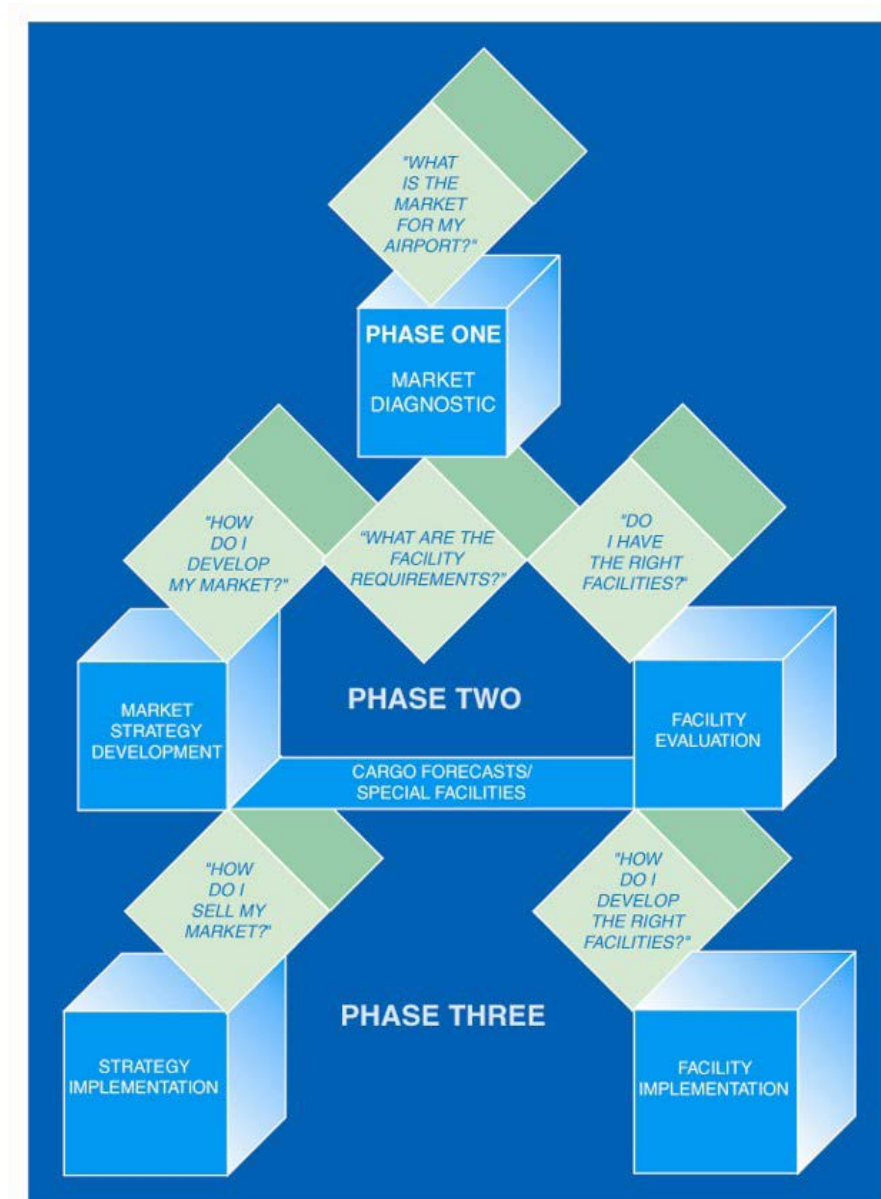 "WHAT
IS THE
MARKET
FOR MY
AIRPORT?"
PHASE ONE
MARKET
DIAGNOSTIC
"HOW
DO I
DEVELOP
MY MARKET?"
"WHAT ARE THE
FACILITY
REQUIREMENTS?"
"DO
I HAVE
THE RIGHT
FACILITIES?"
PHASE TWO
MARKET
STRATEGY
DEVELOPMENT
FACILITY
EVALUATION
CARGO FORECASTS/
SPECIAL FACILITIES
"HOW
DO I
SELL MY
MARKET?"
"HOW
DO I
DEVELOP
THE RIGHT
FACILITIES?"
PHASE THREE
STRATEGY
IMPLEMENTATION
FACILITY
IMPLEMENTATION